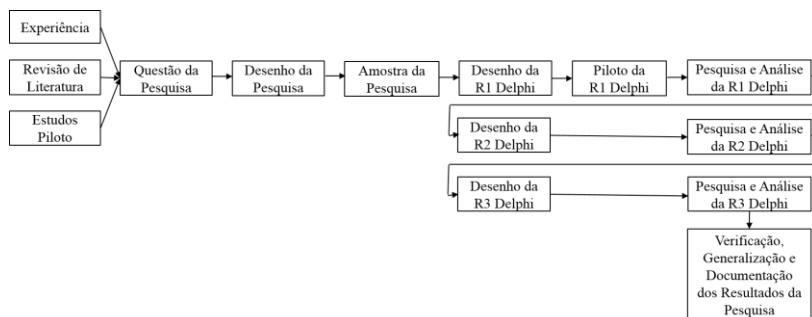 Experiência
Revisão de
Literatura
Estudos
Piloto
Questão da
Pesquisa
Desenho da
Pesquisa
Amostra da
Pesquisa
Desenho da
R1 Delphi
Piloto da
R1 Delphi
Pesquisa e Análise
da R1 Delphi
Desenho da
R2 Delphi
Pesquisa e Análise
da R2 Delphi
Desenho da
R3 Delphi
Pesquisa e Análise
da R3 Delphi
Verificação,
Generalização e
Documentação
dos Resultados da
Pesquisa